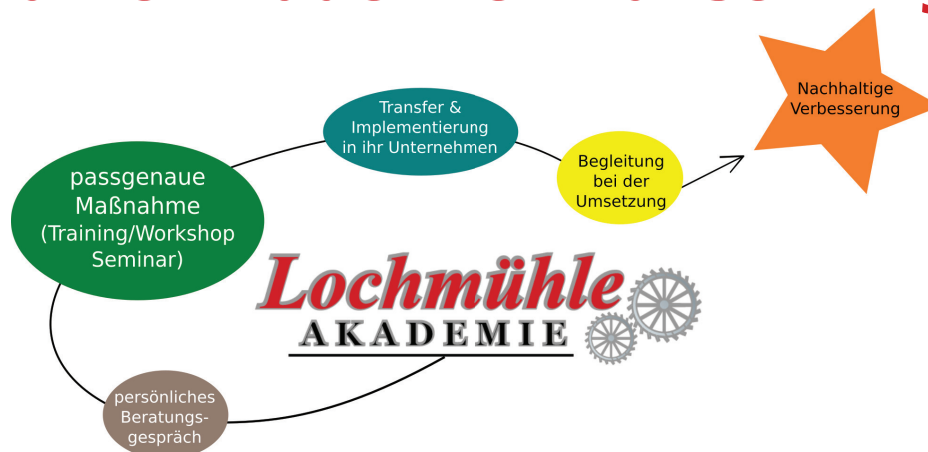 Nachhaltige
Verbesserung
Transfer &
Implementierung
in ihr Unternehmen
Begleitung
bei der
Umsetzung
passgenaue
Maßnahme
(Training/Workshop
Seminar)
Lochmühle
AKADEMIE
persönliches
Beratungs-
gespräch